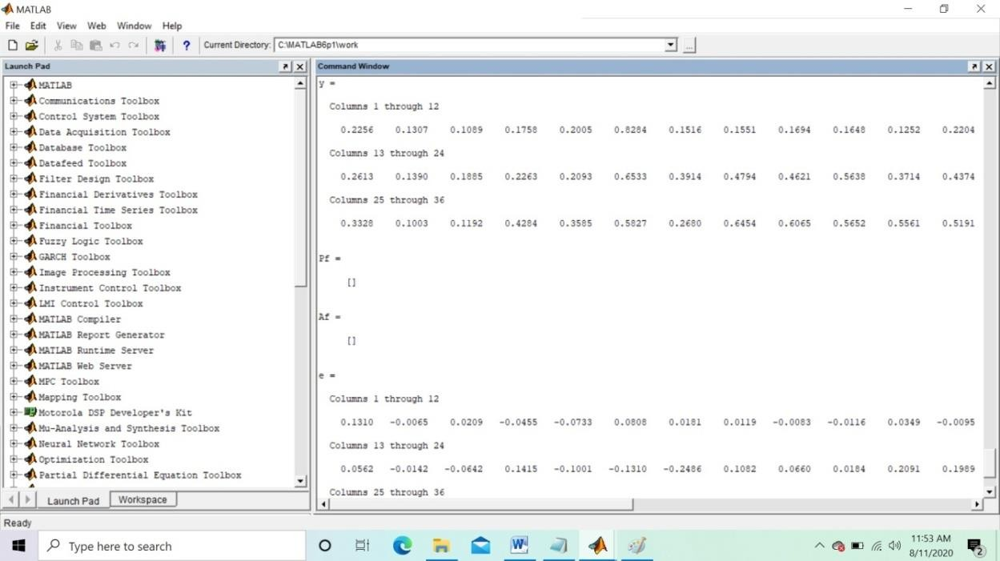 MATLAB
File Edit View Web Window Help
? Current Directory: C:\MATLAB6p1\work ...
Launch Pad
MATLAB
Communications Toolbox
Control System Toolbox
Data Acquisition Toolbox
Database Toolbox
Datafeed Toolbox
Filter Design Toolbox
Financial Derivatives Toolbox
Financial Time Series Toolbox
Financial Toolbox
Fuzzy Logic Toolbox
GARCH Toolbox
Image Processing Toolbox
Instrument Control Toolbox
LMI Control Toolbox
MATLAB Compiler
MATLAB Report Generator
MATLAB Runtime Server
MATLAB Web Server
MPC Toolbox
Mapping Toolbox
Motorola DSP Developer's Kit
Mu-Analysis and Synthesis Toolbox
Neural Network Toolbox
Optimization Toolbox
Partial Differential Equation Toolbox
Launch Pad Workspace
Command Window
y =
Columns 1 through 12
0.2256 0.1307 0.1089 0.1758 0.2005 0.8284 0.1516 0.1551 0.1694 0.1648 0.1252 0.2204
Columns 13 through 24
0.2613 0.1390 0.1885 0.2263 0.2093 0.6533 0.3914 0.4794 0.4621 0.5638 0.3714 0.4374
Columns 25 through 36
0.3328 0.1003 0.1192 0.4284 0.3585 0.5827 0.2680 0.6454 0.6065 0.5652 0.5561 0.5191
Pf =
[]
Af =
[]
e =
Columns 1 through 12
0.1310 -0.0065 0.0209 -0.0455 -0.0733 0.0808 0.0181 0.0119 -0.0083 -0.0116 0.0349 -0.0095
Columns 13 through 24
0.0562 -0.0142 -0.0642 0.1415 -0.1001 -0.1310 -0.2486 0.1082 0.0660 0.0184 0.2091 0.1989
Columns 25 through 36
Ready
Type here to search
W
11:53 AM
8/11/2020
2